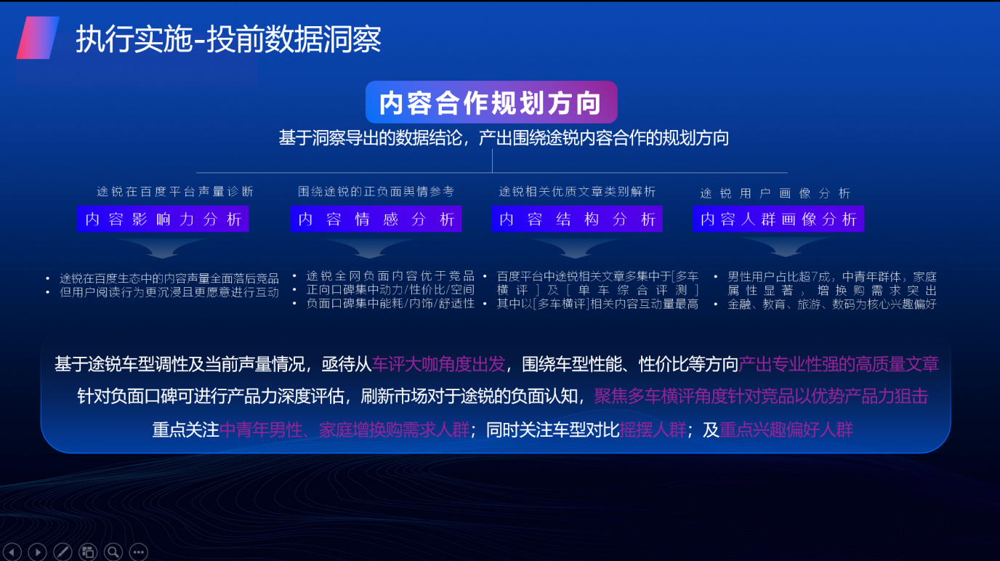 执行实施-投前数据洞察
内容合作规划方向
基于洞察导出的数据结论，产出围绕途锐内容合作的规划方向
途锐在百度平台声量诊断
内容影响力分析
• 途锐在百度生态中的内容声量全面落后竞品
• 但用户阅读行为更沉浸且更愿意进行互动
围绕途锐的正负面舆情参考
内容情感分析
• 途锐全网负面内容优于竞品
• 正向口碑集中动力/性价比/空间
• 负面口碑集中能耗/内饰/舒适性
途锐相关优质文章类别解析
内容结构分析
• 百度平台中途锐相关文章多集中于[多车
横评]及[单车综合评测]
• 其中以[多车横评]相关内容互动量最高
途锐用户画像分析
内容人群画像分析
• 男性用户占比超7成，中青年群体，家庭
属性显著，增换购需求突出
• 金融、教育、旅游、数码为核心兴趣偏好
基于途锐车型调性及当前声量情况，亟待从车评大咖角度出发，围绕车型性能、性价比等方向产出专业性强的高质量文章
针对负面口碑可进行产品力深度评估，刷新市场对于途锐的负面认知，聚焦多车横评角度针对竞品以优势产品力狙击
重点关注中青年男性、家庭增换购需求人群；同时关注车型对比摇摆人群；及重点兴趣偏好人群